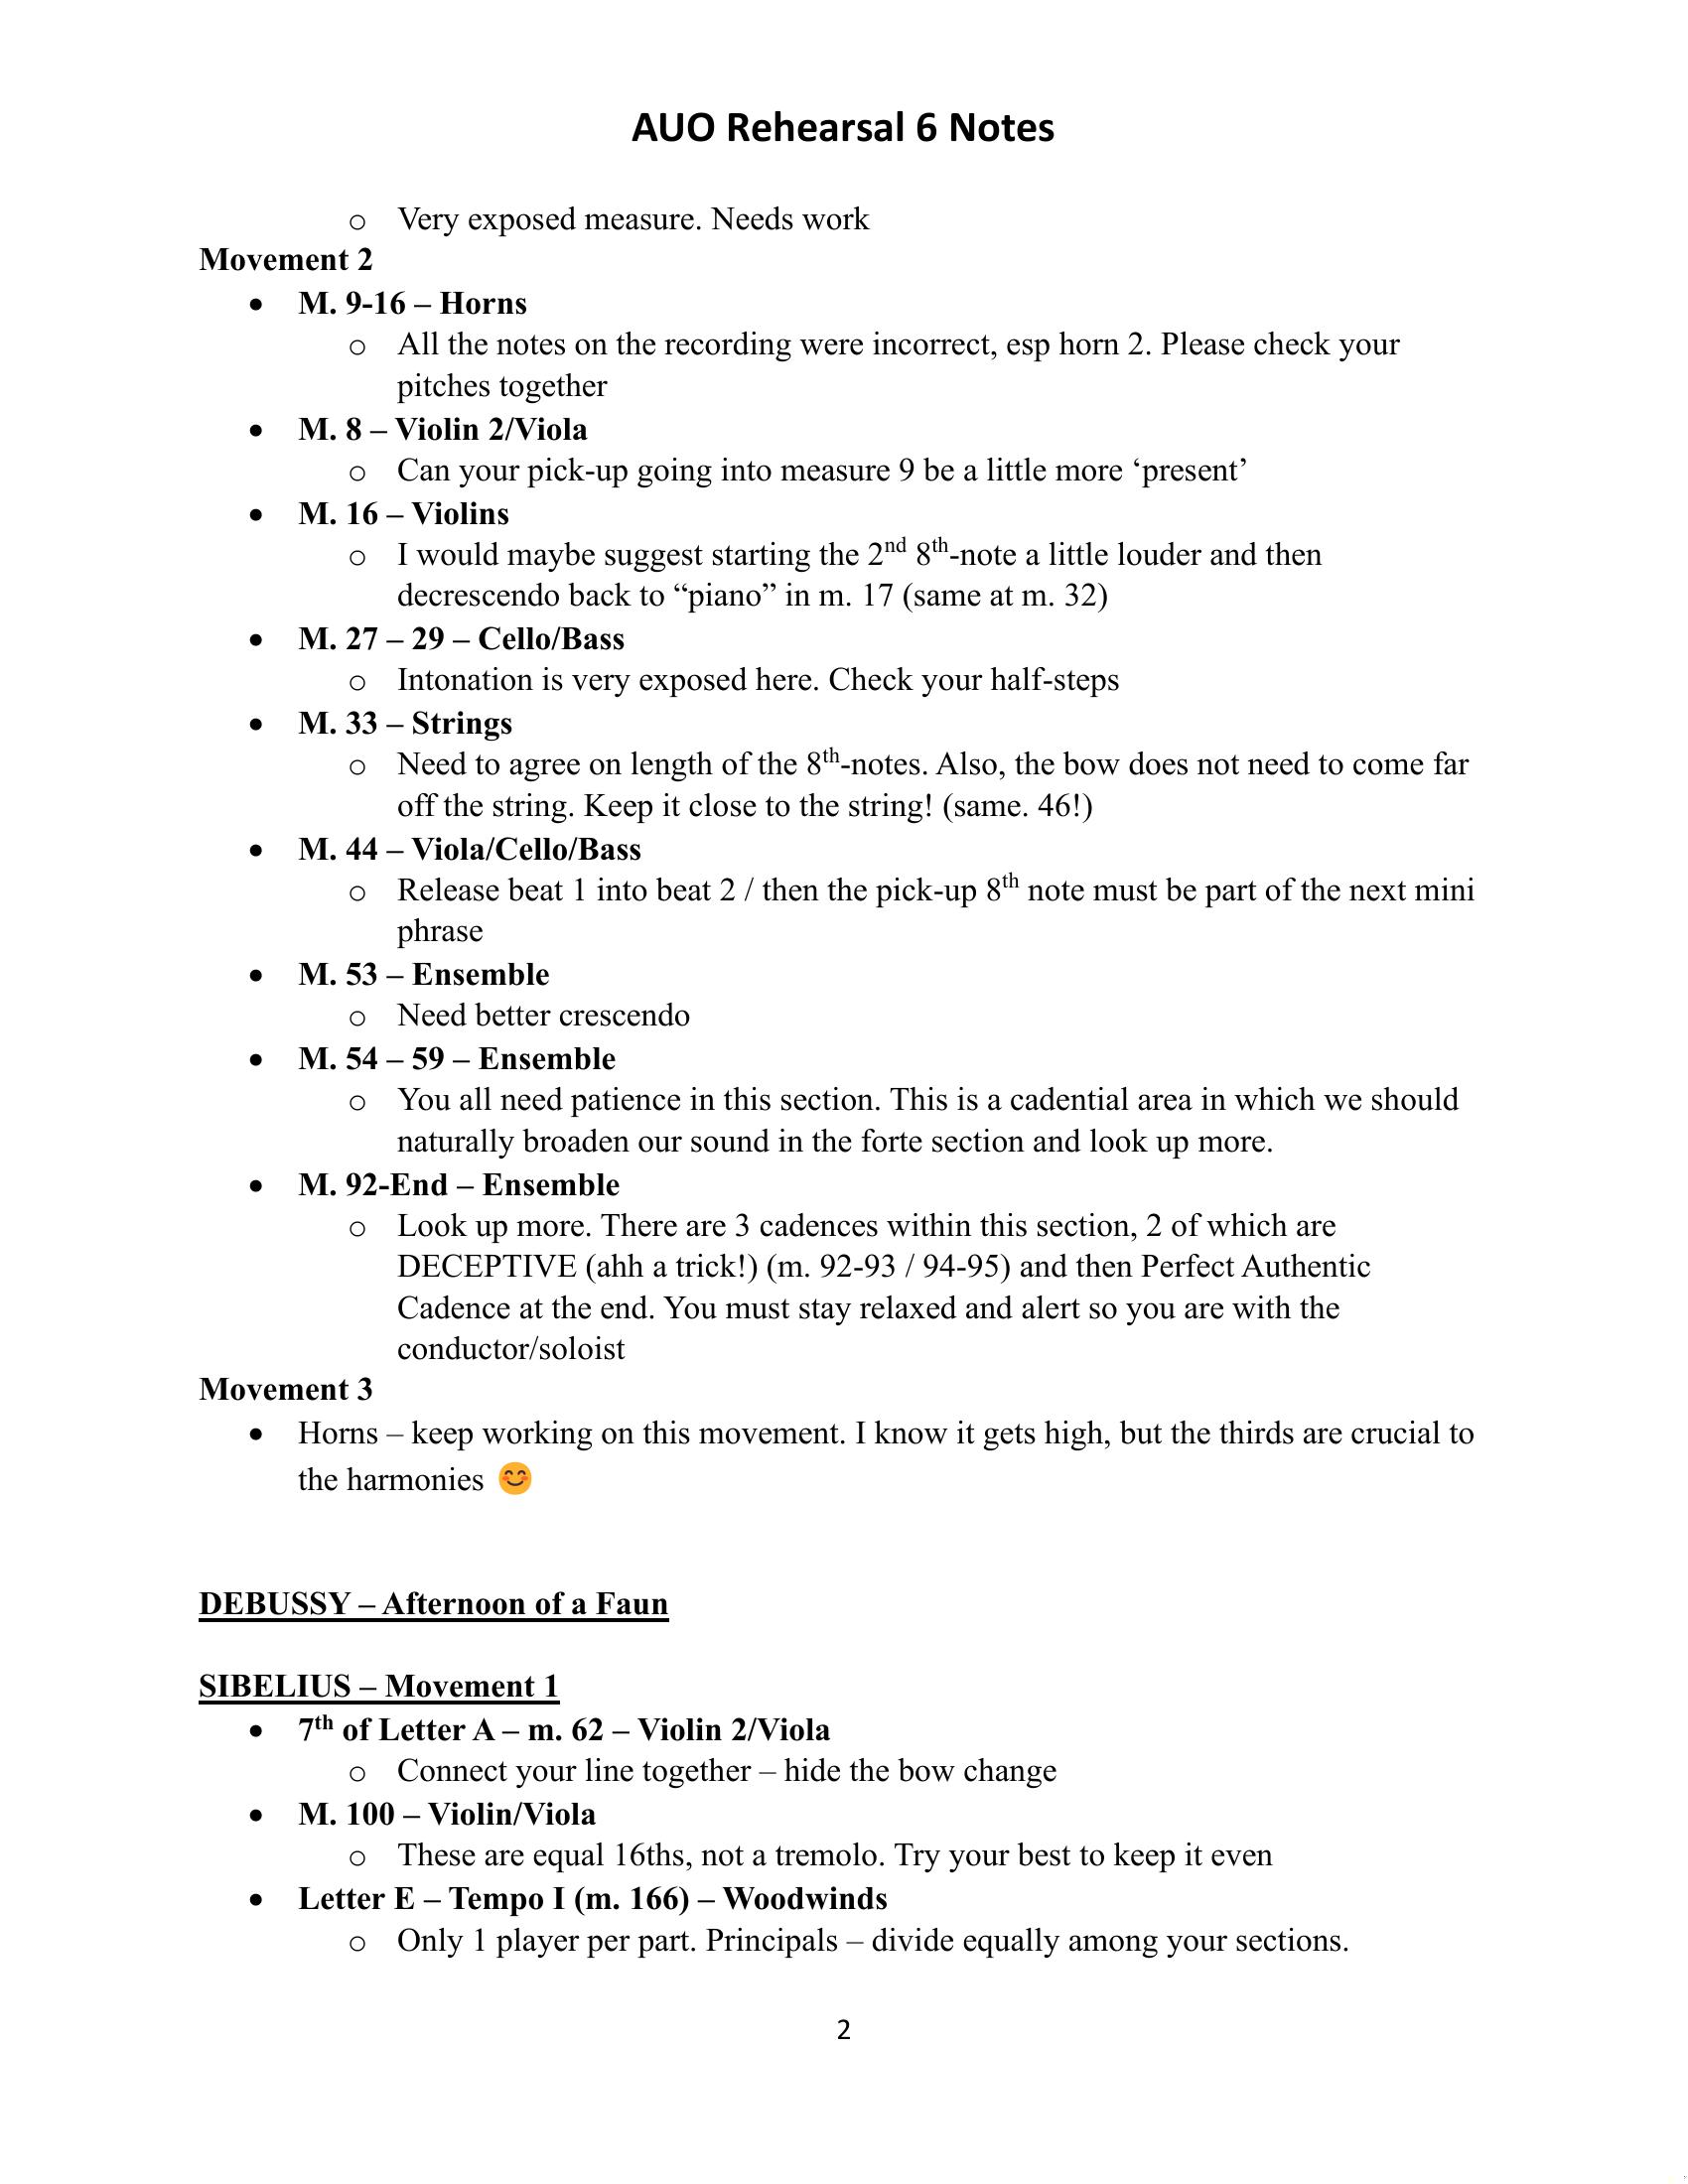 AUO Rehearsal 6 Notes
o Very exposed measure. Needs work
Movement 2
• M. 9-16 – Horns
o All the notes on the recording were incorrect, esp horn 2. Please check your
pitches together
• M. 8 – Violin 2/Viola
o Can your pick-up going into measure 9 be a little more ‘present’
• M. 16 – Violins
o I would maybe suggest starting the 2nd 8th-note a little louder and then
decrescendo back to “piano” in m. 17 (same at m. 32)
• M. 27 – 29 – Cello/Bass
o Intonation is very exposed here. Check your half-steps
• M. 33 – Strings
o Need to agree on length of the 8th-notes. Also, the bow does not need to come far
off the string. Keep it close to the string! (same. 46!)
• M. 44 – Viola/Cello/Bass
o Release beat 1 into beat 2 / then the pick-up 8th note must be part of the next mini
phrase
• M. 53 – Ensemble
o Need better crescendo
• M. 54 – 59 – Ensemble
o You all need patience in this section. This is a cadential area in which we should
naturally broaden our sound in the forte section and look up more.
• M. 92-End – Ensemble
o Look up more. There are 3 cadences within this section, 2 of which are
DECEPTIVE (ahh a trick!) (m. 92-93 / 94-95) and then Perfect Authentic
Cadence at the end. You must stay relaxed and alert so you are with the
conductor/soloist
Movement 3
• Horns – keep working on this movement. I know it gets high, but the thirds are crucial to
the harmonies 😊
DEBUSSY – Afternoon of a Faun
SIBELIUS – Movement 1
• 7th of Letter A – m. 62 – Violin 2/Viola
o Connect your line together – hide the bow change
• M. 100 – Violin/Viola
o These are equal 16ths, not a tremolo. Try your best to keep it even
• Letter E – Tempo I (m. 166) – Woodwinds
o Only 1 player per part. Principals – divide equally among your sections.
2